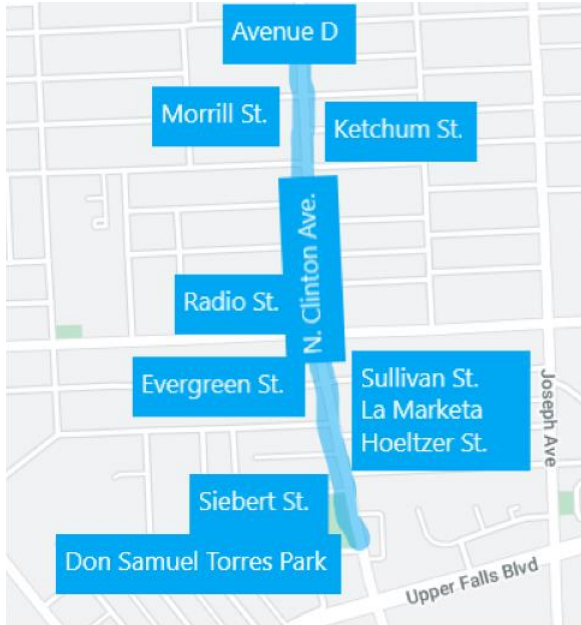 Avenue D
Morrill St.
Ketchum St.
N. Clinton Ave.
Radio St.
Evergreen St.
Sullivan St.
La Marketa
Hoeltzer St.
Joseph Ave
Siebert St.
Don Samuel Torres Park
Upper Falls Blvd